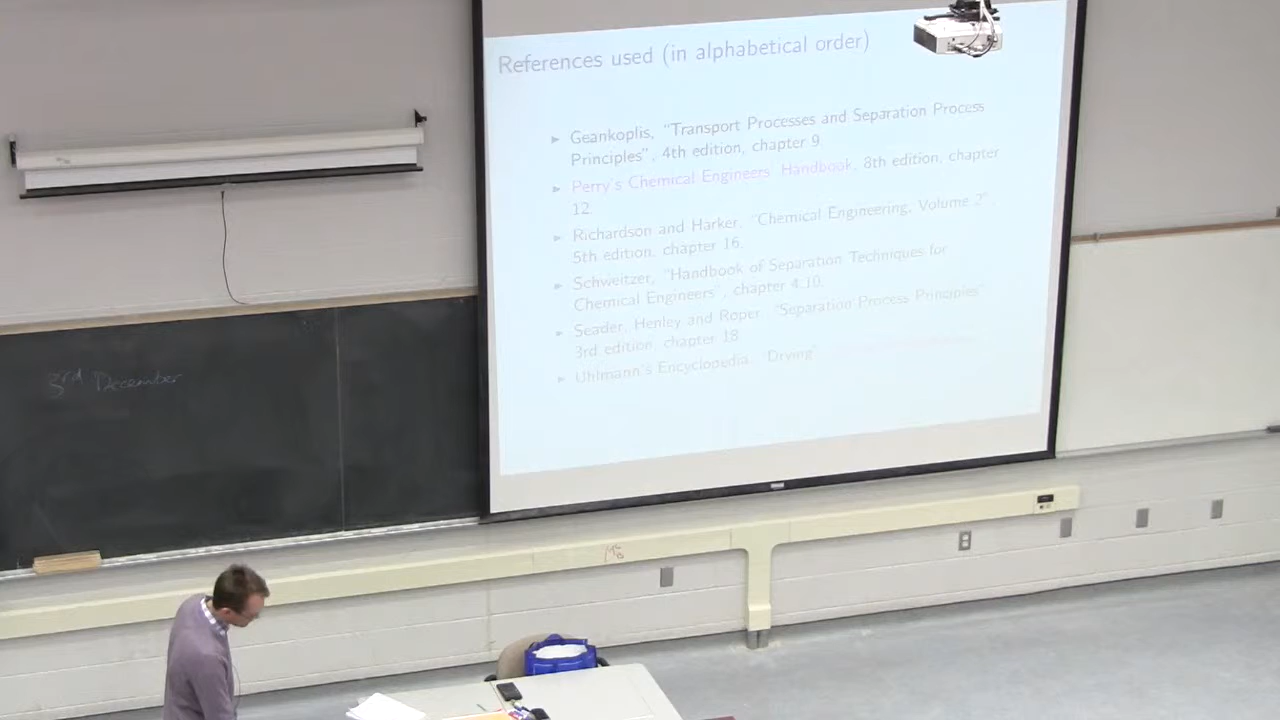 References used (in alphabetical order)
► Geankoplis, "Transport Processes and Separation Process
Principles", 4th edition, chapter 9
► Perry's Chemical Engineers' Handbook, 8th edition, chapter
12
► Richardson and Harker, "Chemical Engineering, Volume 2",
5th edition, chapter 16.
► Schweitzer, "Handbook of Separation Techniques for
Chemical Engineers", chapter 4.10.
► Seader, Henley and Roper, "Separation Process Principles"
3rd edition, chapter 18
► Uhlmann's Encyclopedia, "Drying"
3rd December